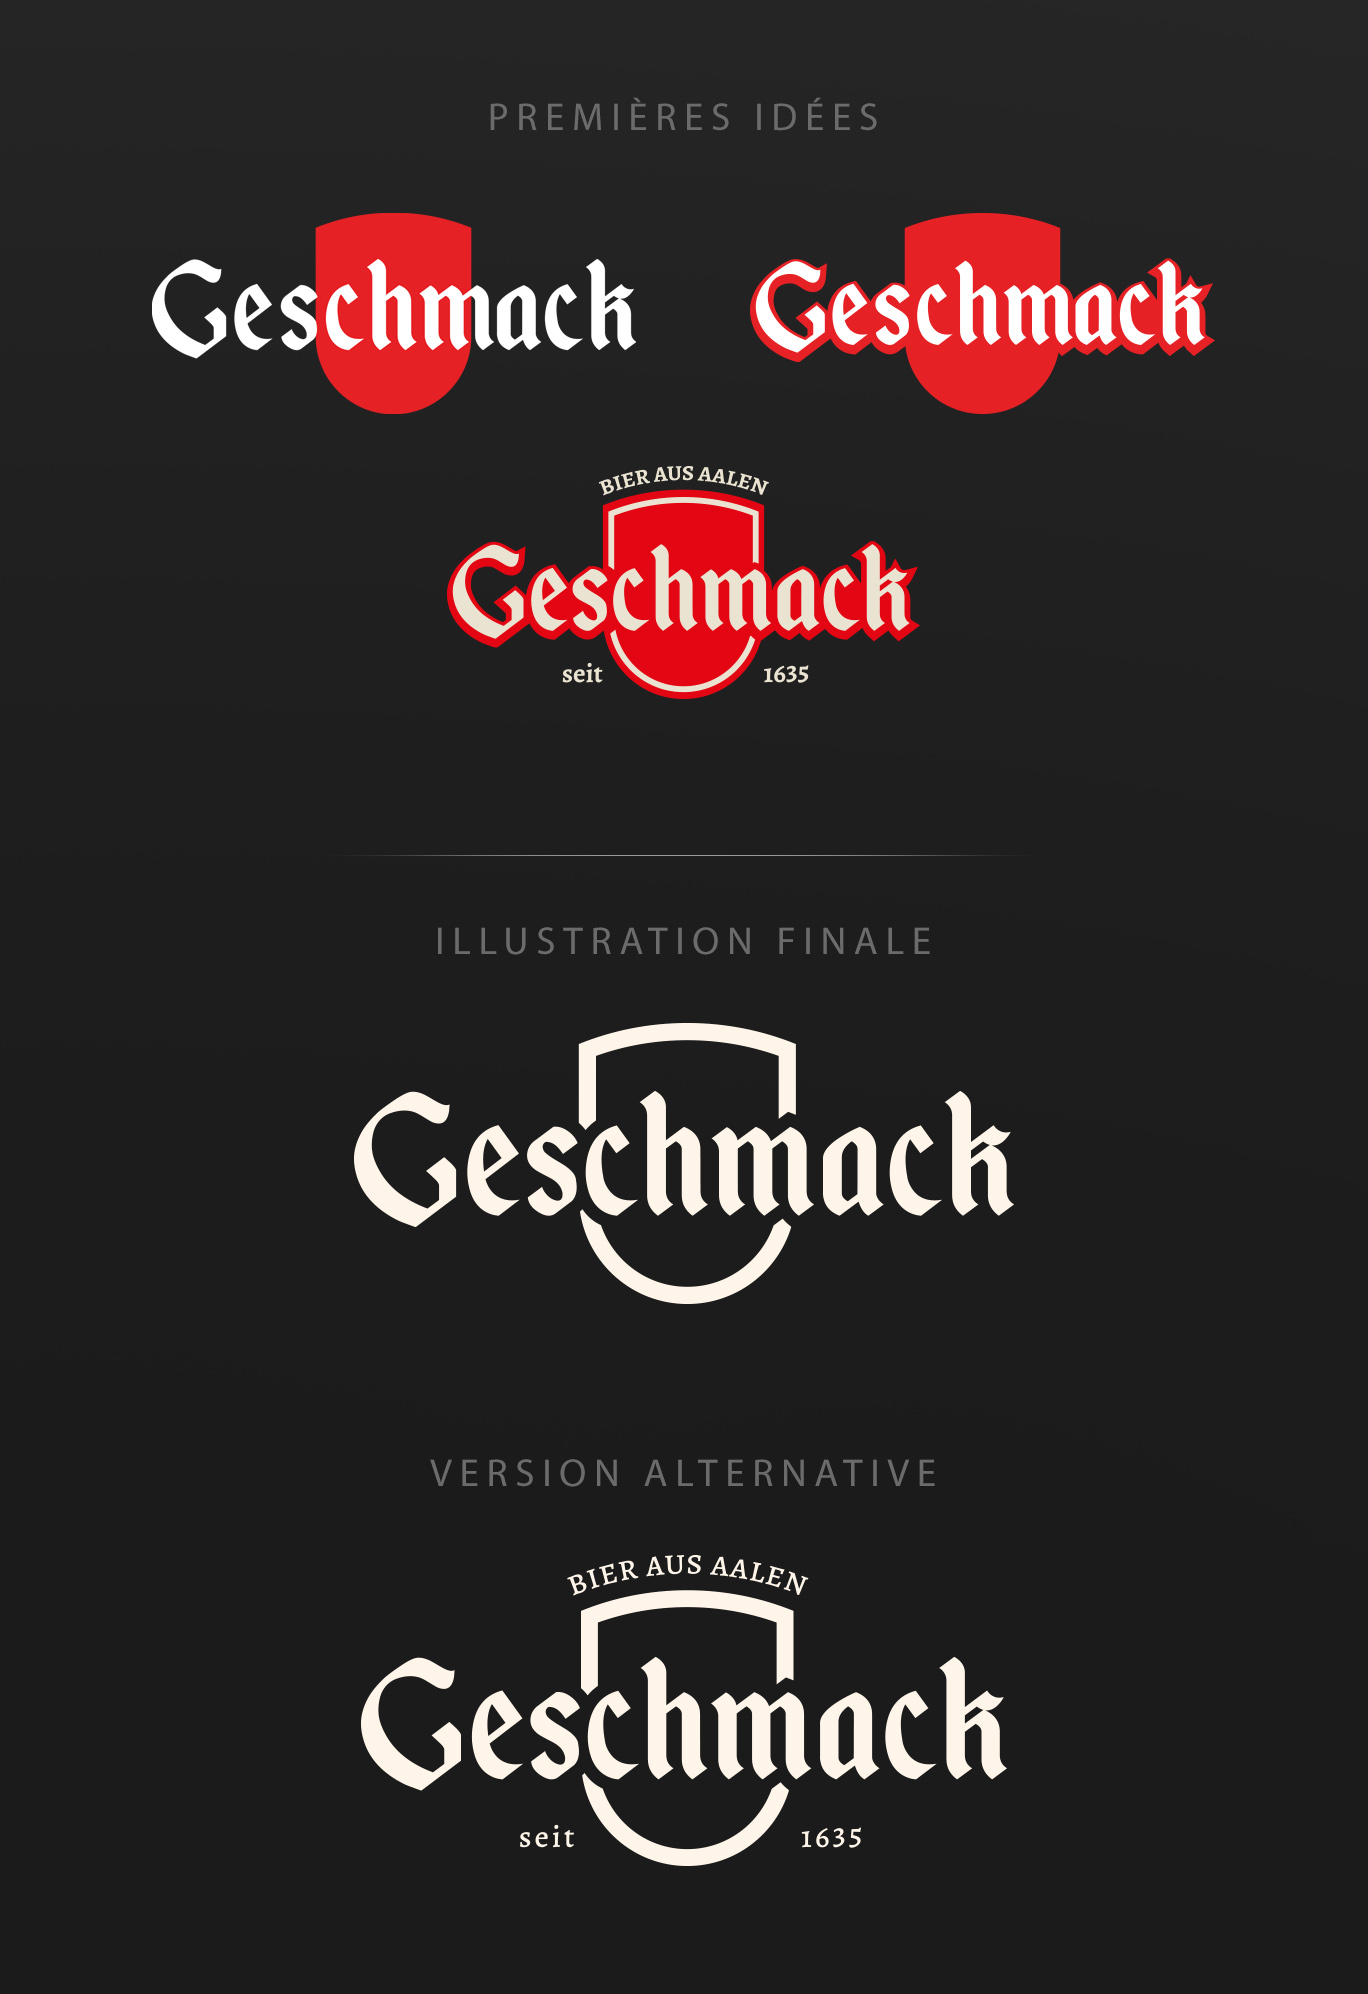 PREMIÈRES IDÉES
Geschmack
Geschmack
BIER AUS AALEN
Geschmack
seit 1635
ILLUSTRATION FINALE
Geschmack
VERSION ALTERNATIVE
BIER AUS AALEN
Geschmack
seit 1635